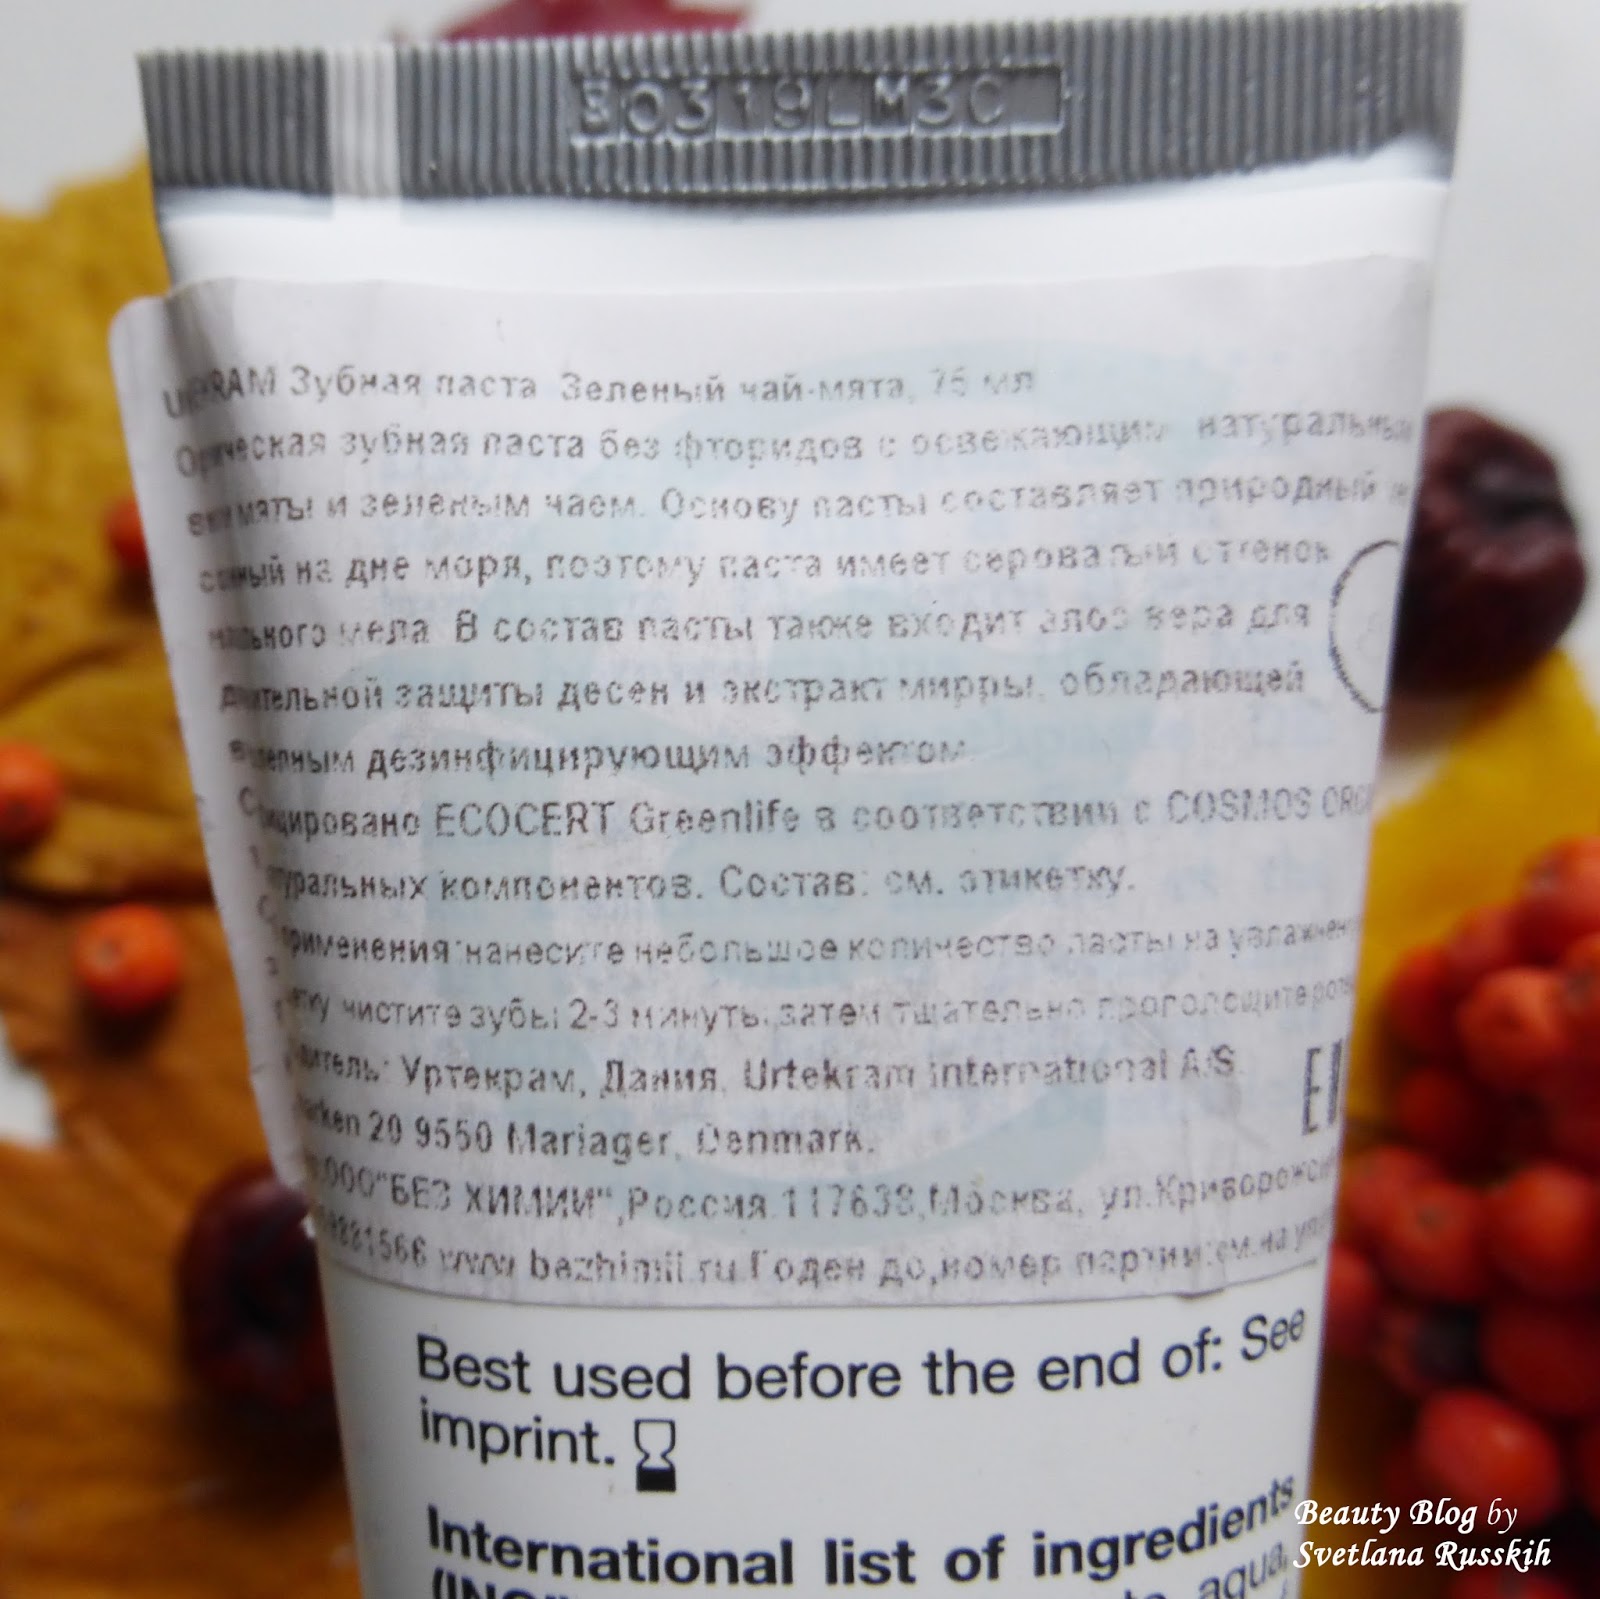 80319LM3C
Зубная паста Зеленый чай-мята, 75 мл
зубная паста без фторидов с освежающим натуральным
мяты и зеленым чаем. Основу пасты составляет природный
на дне моря, поэтому паста имеет сероватый оттенок
мела. В состав пасты также входит алоэ вера для
защиты десен и экстракт мирры, обладающей
дезинфицирующим эффектом.
ECOCERT Greenlife в соответствии с COSMOS
компонентов. Состав: см. этикетку.
нанесите небольшое количество пасты на
чистите зубы 2-3 минуты, затем тщательно прополощите
Уртекрам, Дания, Urtekram international A/S.
20 9550 Mariager, Denmark.
ООО"БЕЗ ХИМИИ",Россия 117638,Москва, ул.
www.bezhimii.ru.Годен до,номер партии:см.на
Best used before the end of: See
imprint.
International list of ingredients
aqua,
Beauty Blog by
Svetlana Russkih